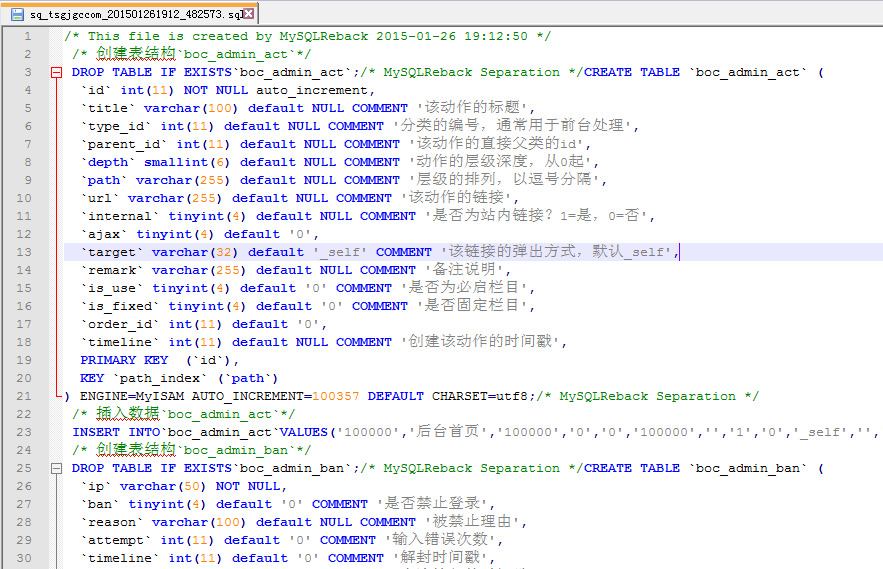 sq_tsgjgccom_201501261912_482573.sql
1 /* This file is created by MySQLReback 2015-01-26 19:12:50 */
2 /* 创建表结构`boc_admin_act`*/
3 DROP TABLE IF EXISTS`boc_admin_act`;/* MySQLReback Separation */CREATE TABLE `boc_admin_act` (
4 `id` int(11) NOT NULL auto_increment,
5 `title` varchar(100) default NULL COMMENT '该动作的标题',
6 `type_id` int(11) default NULL COMMENT '分类的编号，通常用于前台处理',
7 `parent_id` int(11) default NULL COMMENT '该动作的直接父类的id',
8 `depth` smallint(6) default NULL COMMENT '动作的层级深度，从0起',
9 `path` varchar(255) default NULL COMMENT '层级的排列，以逗号分隔',
10 `url` varchar(255) default NULL COMMENT '该动作的链接',
11 `internal` tinyint(4) default NULL COMMENT '是否为站内链接？1=是，0=否',
12 `ajax` tinyint(4) default '0',
13 `target` varchar(32) default '_self' COMMENT '该链接的弹出方式，默认_self',
14 `remark` varchar(255) default NULL COMMENT '备注说明',
15 `is_use` tinyint(4) default '0' COMMENT '是否为必启栏目',
16 `is_fixed` tinyint(4) default '0' COMMENT '是否固定栏目',
17 `order_id` int(11) default '0',
18 `timeline` int(11) default NULL COMMENT '创建该动作的时间戳',
19 PRIMARY KEY  (`id`),
20 KEY `path_index` (`path`)
21 ) ENGINE=MyISAM AUTO_INCREMENT=100357 DEFAULT CHARSET=utf8;/* MySQLReback Separation */
22 /* 插入数据`boc_admin_act`*/
23 INSERT INTO`boc_admin_act`VALUES('100000','后台首页','100000','0','0','100000','','1','0','_self','',
24 /* 创建表结构`boc_admin_ban`*/
25 DROP TABLE IF EXISTS`boc_admin_ban`;/* MySQLReback Separation */CREATE TABLE `boc_admin_ban` (
26 `ip` varchar(50) NOT NULL,
27 `ban` tinyint(4) default '0' COMMENT '是否禁止登录',
28 `reason` varchar(100) default NULL COMMENT '被禁止理由',
29 `attempt` int(11) default '0' COMMENT '输入错误次数',
30 `timeline` int(11) default '0' COMMENT '解封时间戳',